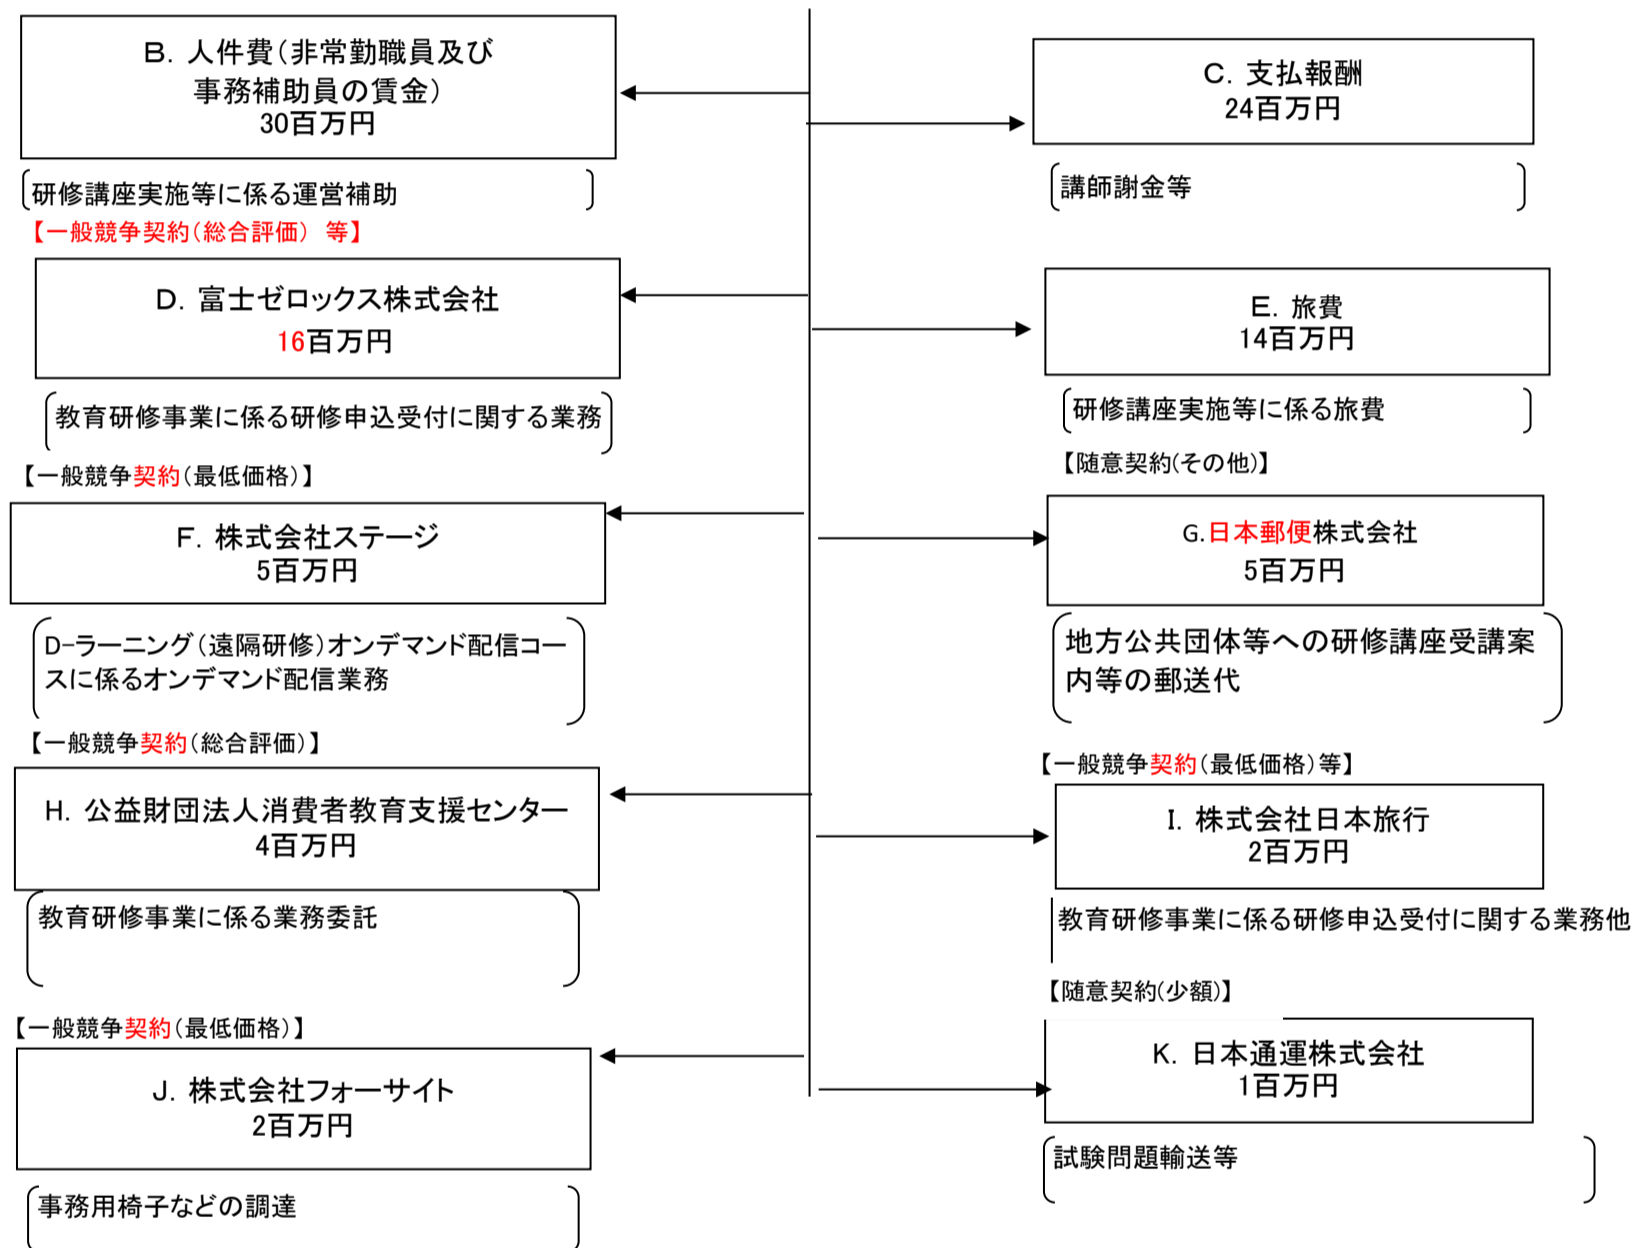 B. 人件費（非常勤職員及び
事務補助員の賃金）
30百万円
研修講座実施等に係る運営補助
C. 支払報酬
24百万円
講師謝金等
【一般競争契約（総合評価） 等】
D. 富士ゼロックス株式会社
16百万円
教育研修事業に係る研修申込受付に関する業務
E. 旅費
14百万円
研修講座実施等に係る旅費
【一般競争契約（最低価格）】
F. 株式会社ステージ
5百万円
D-ラーニング（遠隔研修）オンデマンド配信コー
スに係るオンデマンド配信業務
【随意契約(その他)】
G.日本郵便株式会社
5百万円
地方公共団体等への研修講座受講案
内等の郵送代
【一般競争契約（総合評価）】
H. 公益財団法人消費者教育支援センター
4百万円
教育研修事業に係る業務委託
【一般競争契約（最低価格）等】
I. 株式会社日本旅行
2百万円
教育研修事業に係る研修申込受付に関する業務他
【一般競争契約（最低価格）】
J. 株式会社フォーサイト
2百万円
事務用椅子などの調達
【随意契約(少額)】
K. 日本通運株式会社
1百万円
試験問題輸送等